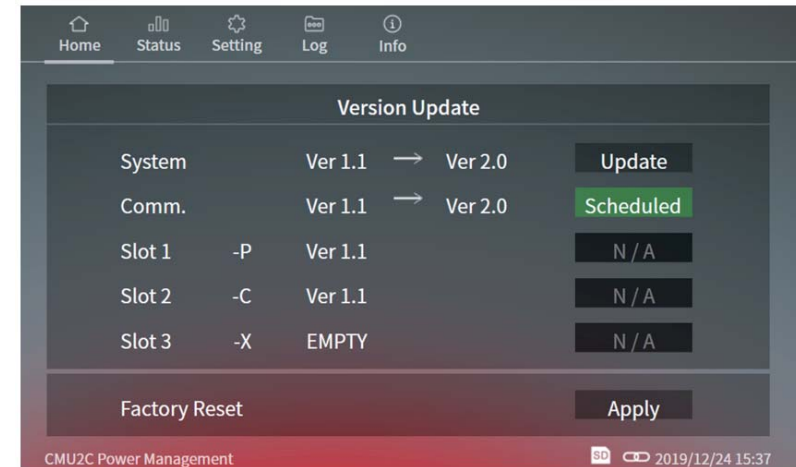 Home Status Setting Log Info
Version Update
System Ver 1.1 → Ver 2.0 Update
Comm. Ver 1.1 → Ver 2.0 Scheduled
Slot 1 -P Ver 1.1 N / A
Slot 2 -C Ver 1.1 N / A
Slot 3 -X EMPTY N / A
Factory Reset Apply
CMU2C Power Management SD 2019/12/24 15:37